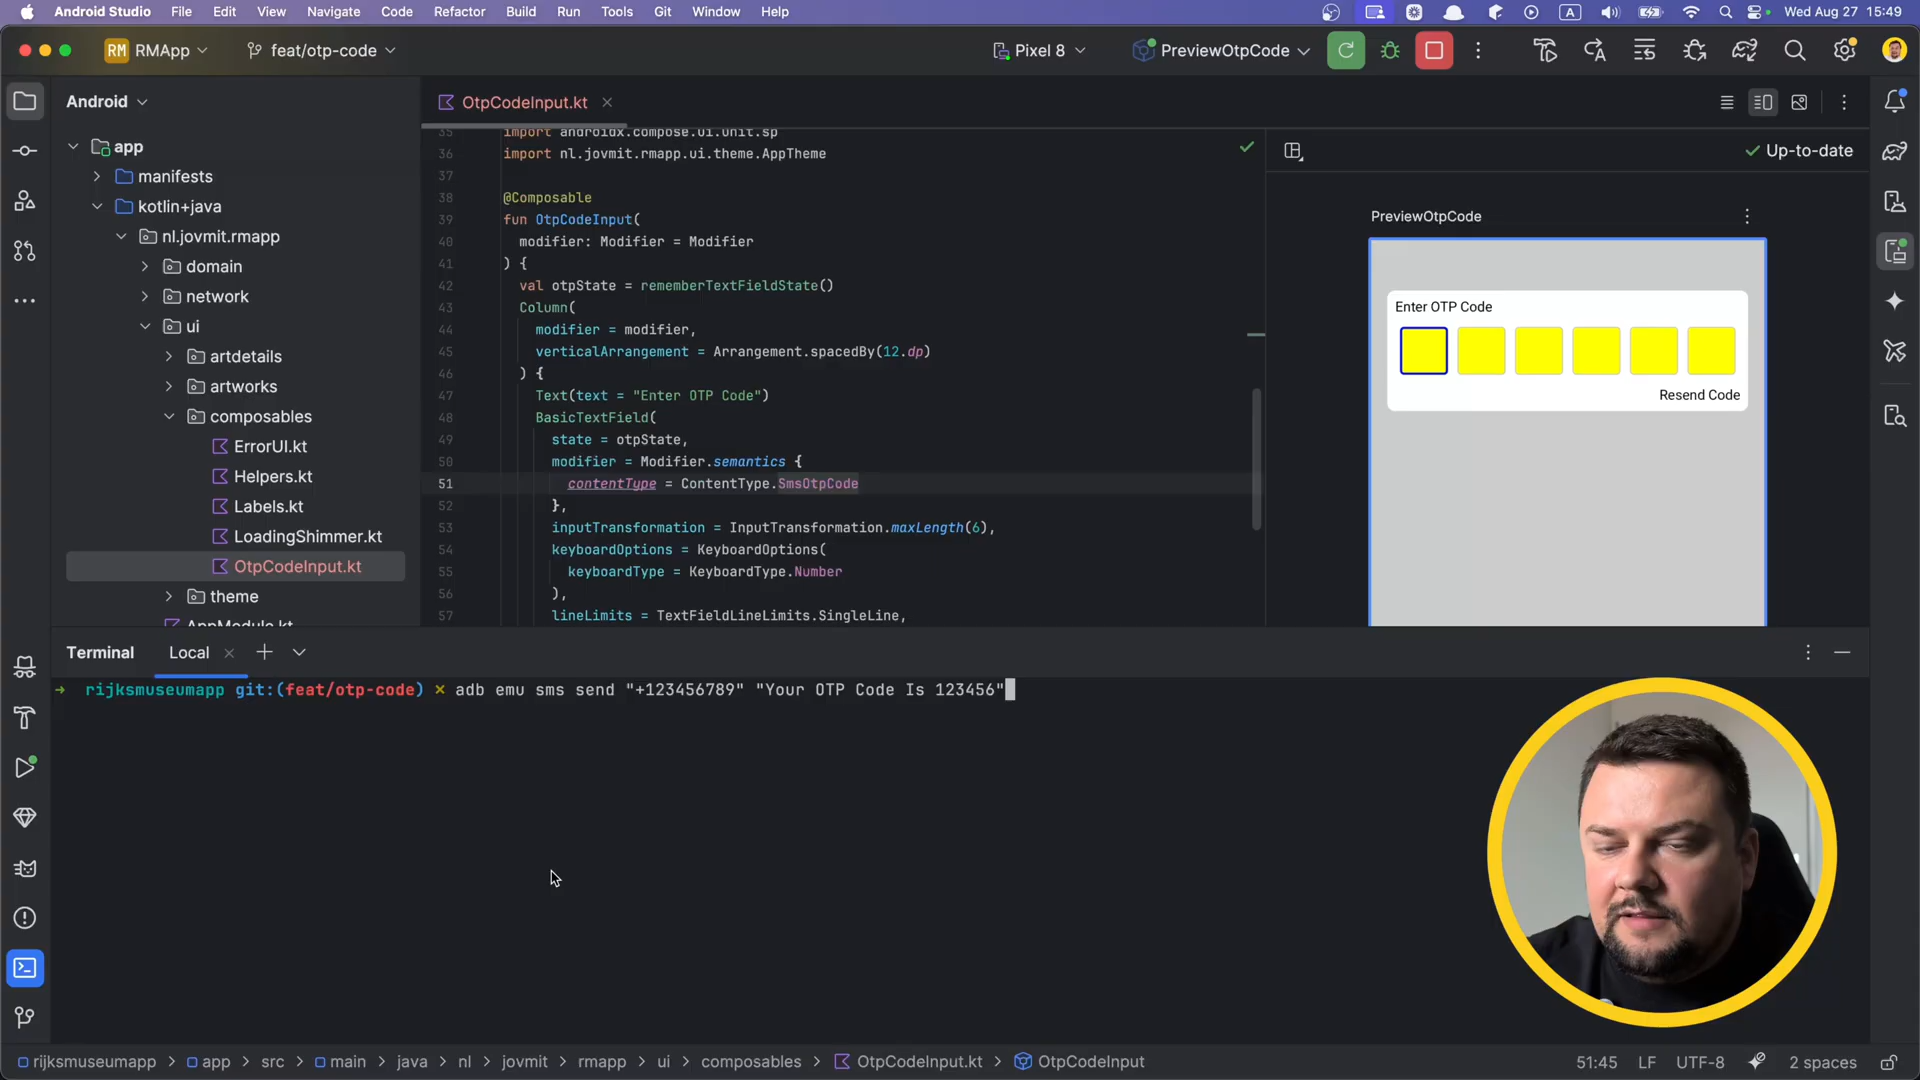 Android Studio File Edit View Navigate Code Refactor Build Run Tools Git Window Help A Wed Aug 27 15:49
RM RMApp feat/otp-code Pixel 8 PreviewOtpCode
Android
OtpCodeInput.kt
app
manifests
kotlin+java
nl.jovmit.rmapp
domain
network
ui
artdetails
artworks
composables
ErrorUI.kt
Helpers.kt
Labels.kt
LoadingShimmer.kt
OtpCodeInput.kt
theme
AppModule.kt
35 import androidx.compose.ui.unit.sp
36 import nl.jovmit.rmapp.ui.theme.AppTheme
37
38 @Composable
39 fun OtpCodeInput(
40 modifier: Modifier = Modifier
41 ) {
42 val otpState = rememberTextFieldState()
43 Column(
44 modifier = modifier,
45 verticalArrangement = Arrangement.spacedBy(12.dp)
46 ) {
47 Text(text = "Enter OTP Code")
48 BasicTextField(
49 state = otpState,
50 modifier = Modifier.semantics {
51 contentType = ContentType.SmsOtpCode
52 },
53 inputTransformation = InputTransformation.maxLength(6),
54 keyboardOptions = KeyboardOptions(
55 keyboardType = KeyboardType.Number
56 ),
57 lineLimits = TextFieldLineLimits.SingleLine,
Up-to-date
PreviewOtpCode
Enter OTP Code
Resend Code
Terminal Local
rijksmuseumapp git:(feat/otp-code) × adb emu sms send "+123456789" "Your OTP Code Is 123456"
rijksmuseumapp > app > src > main > java > nl > jovmit > rmapp > ui > composables > OtpCodeInput.kt > OtpCodeInput 51:45 LF UTF-8 2 spaces